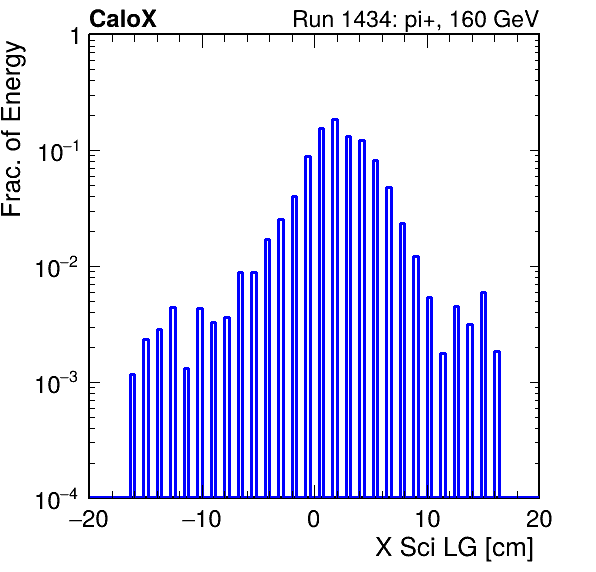 CaloX Run 1434: pi+, 160 GeV
Frac. of Energy
1
10⁻¹
10⁻²
10⁻³
10⁻⁴
−20 −10 0 10 20
X Sci LG [cm]